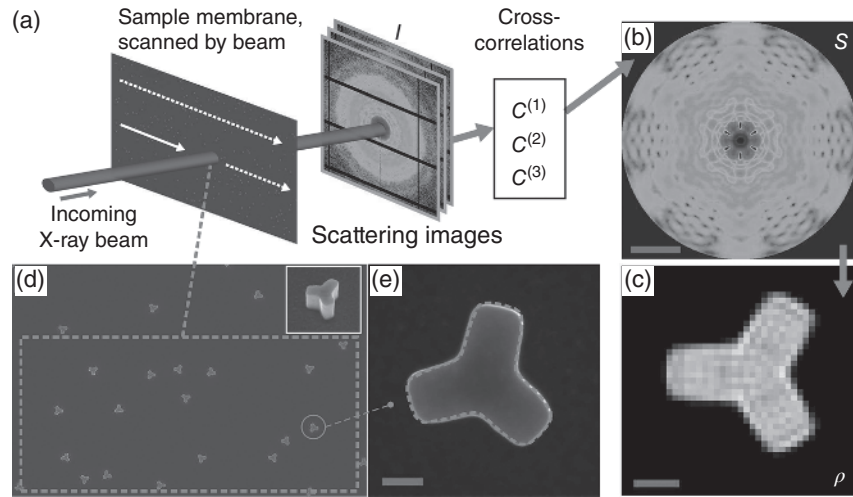 (a)
Sample membrane,
scanned by beam
I
Cross-
correlations
C(1)
C(2)
C(3)
Incoming
X-ray beam
Scattering images
(b)
S
(d)
(e)
(c)
ρ